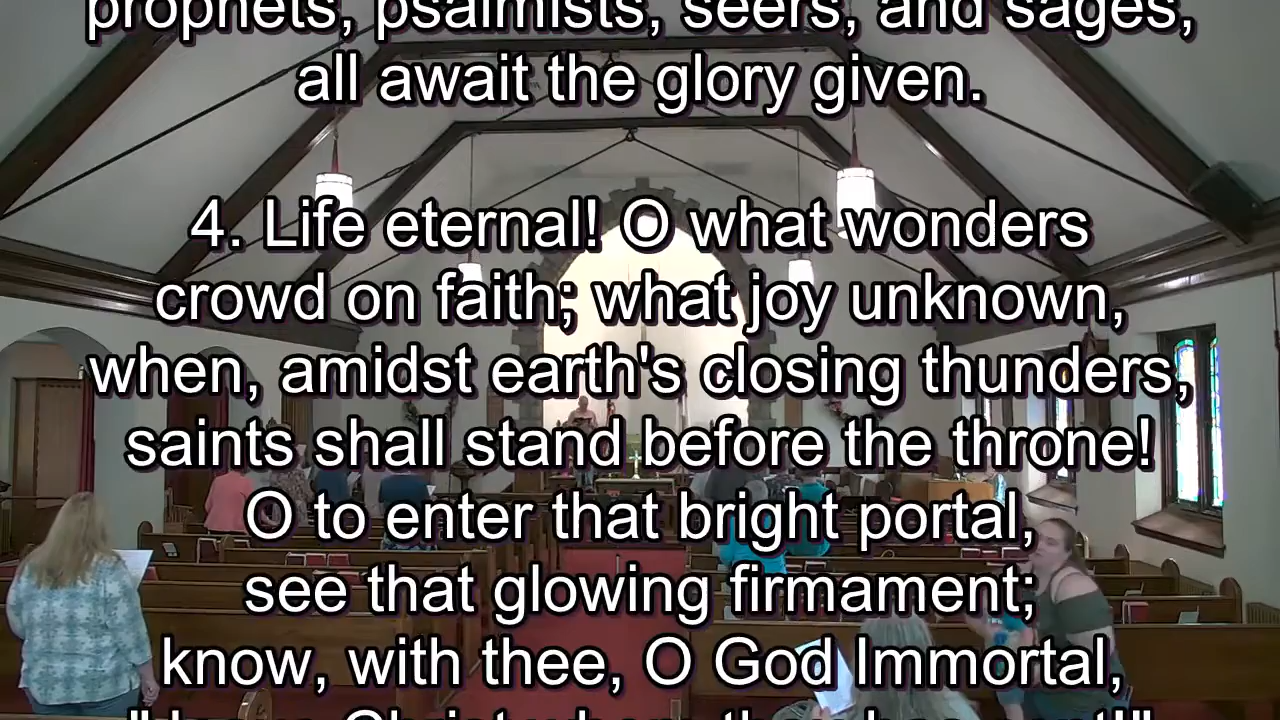 prophets, psalmists, seers, and sages,
all await the glory given.
4. Life eternal! O what wonders
crowd on faith; what joy unknown,
when, amidst earth's closing thunders,
saints shall stand before the throne!
O to enter that bright portal,
see that glowing firmament;
know, with thee, O God Immortal,